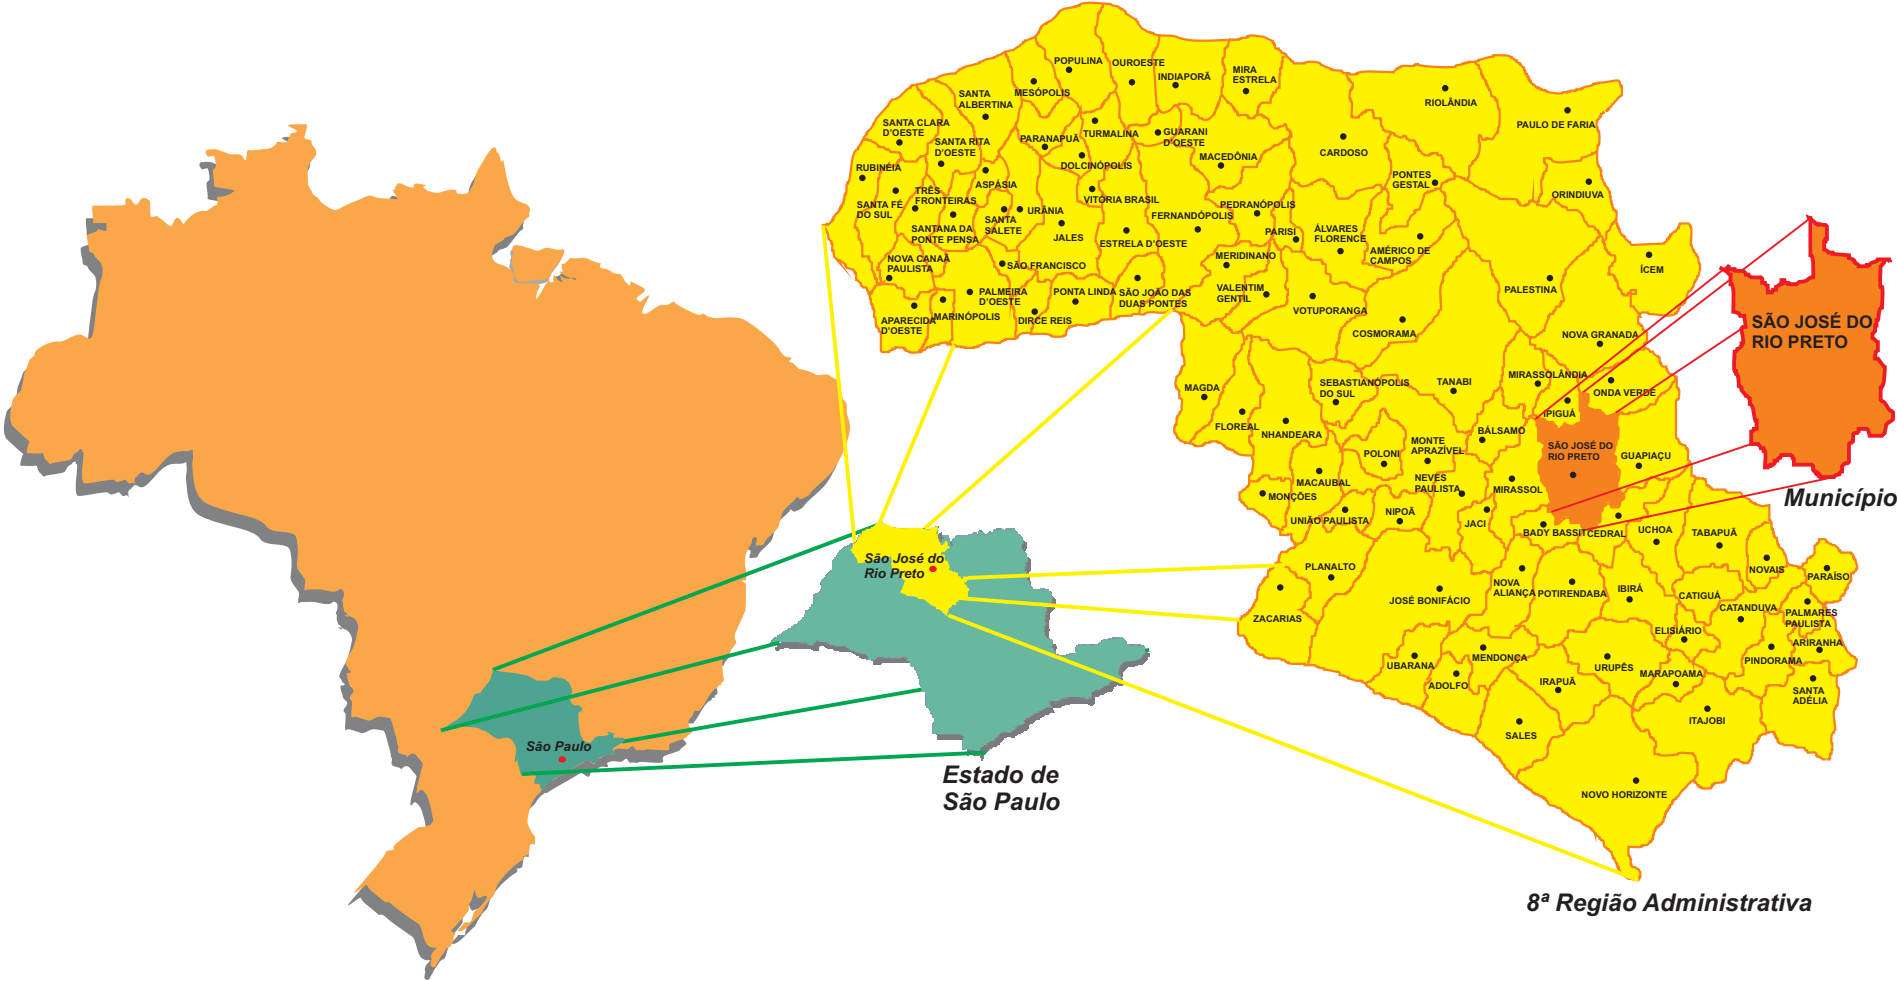 POPULINA
OUROESTE
MESÓPOLIS
INDIAPORÃ
MIRA
ESTRELA
SANTA
ALBERTINA
RIOLÂNDIA
PAULO DE FARIA
SANTA CLARA
D'OESTE
SANTA RITA
D'OESTE
PARANAPUÃ
TURMALINA
GUARANI
D'OESTE
DOLCINÓPOLIS
MACEDÔNIA
CARDOSO
PONTES
GESTAL
ORINDIUVA
RUBINÉIA
ASPÁSIA
SANTA FÉ
DO SUL
TRÊS
FRONTEIRAS
VITÓRIA BRASIL
SANTANA DA
PONTE PENSA
SANTA
SALETE
URÂNIA
JALES
ESTRELA D'OESTE
FERNANDÓPOLIS
PEDRANÓPOLIS
PARISI
ÁLVARES
FLORENCE
AMÉRICO DE
CAMPOS
NOVA CANAÃ
PAULISTA
SÃO FRANCISCO
MERIDINANO
ÍCEM
APARECIDA
D'OESTE
MARINÓPOLIS
PALMEIRA
D'OESTE
DIRCE REIS
PONTA LINDA
SÃO JOÃO DAS
DUAS PONTES
VALENTIM
GENTIL
VOTUPORANGA
COSMORAMA
PALESTINA
NOVA GRANADA
MAGDA
FLOREAL
NHANDEARA
SEBASTIANÓPOLIS
DO SUL
TANABI
MIRASSOLÂNDIA
ONDA VERDE
IPIGUÁ
BÁLSAMO
MONTE
APRAZÍVEL
POLONI
SÃO JOSÉ DO
RIO PRETO
GUAPIAÇU
MONÇÕES
MACAUBAL
NEVES
PAULISTA
MIRASSOL
UNIÃO PAULISTA
NIPOÃ
JACI
BADY BASSIT
CEDRAL
UCHOA
TABAPUÃ
NOVAIS
PARAÍSO
PLANALTO
ZACARIAS
JOSÉ BONIFÁCIO
NOVA
ALIANÇA
POTIRENDABA
IBIRÁ
CATIGUÁ
CATANDUVA
PALMARES
PAULISTA
ELISIÁRIO
ARIRANHA
PINDORAMA
UBARANA
ADOLFO
MENDONÇA
IRAPUÃ
URUPÊS
MARAPOAMA
SANTA
ADÉLIA
ITAJOBI
SALES
NOVO HORIZONTE
8ª Região Administrativa
SÃO JOSÉ DO
RIO PRETO
Município
São José do
Rio Preto
Estado de
São Paulo
São Paulo